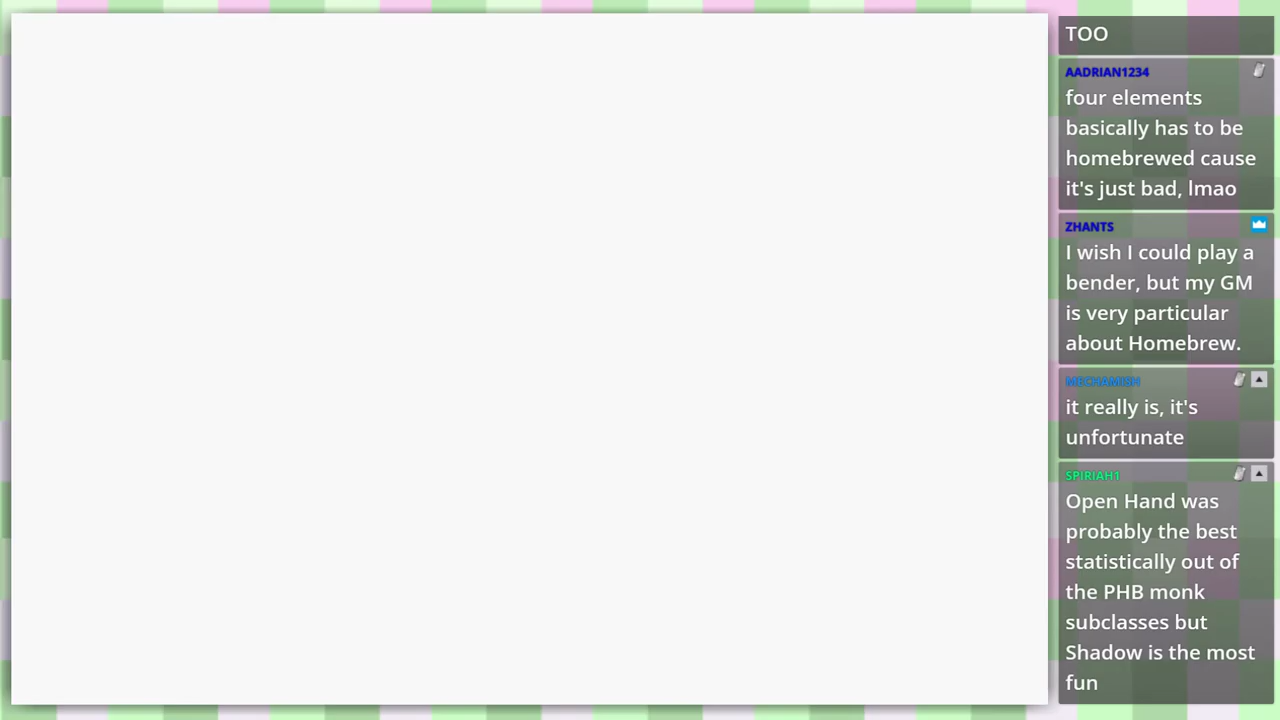 TOO
AADRIAN1234
four elements
basically has to be
homebrewed cause
it's just bad, lmao
ZHANTS
I wish I could play a
bender, but my GM
is very particular
about Homebrew.
MECHAMISH
it really is, it's
unfortunate
SPIRIAH1
Open Hand was
probably the best
statistically out of
the PHB monk
subclasses but
Shadow is the most
fun